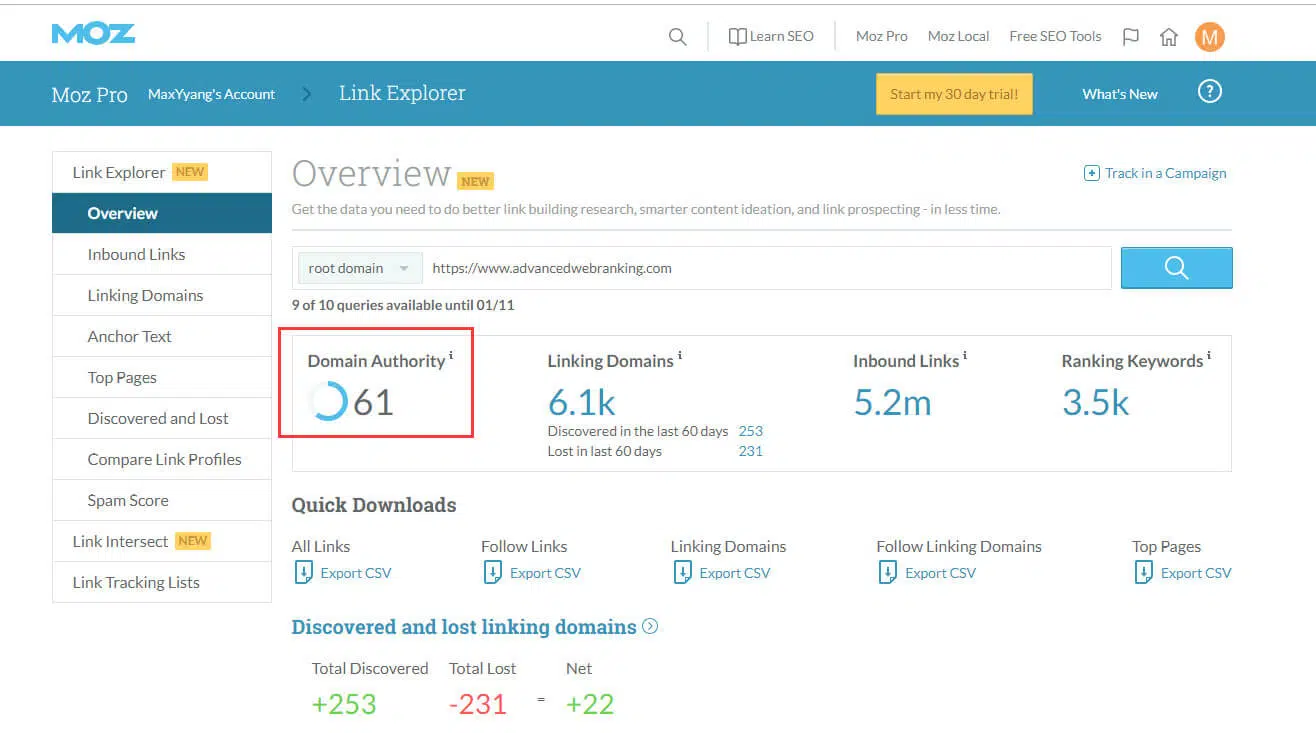 MOZ
Learn SEO
Moz Pro Moz Local Free SEO Tools
M
Moz Pro MaxYyang's Account Link Explorer
Start my 30 day trial!
What's New
?
Link Explorer NEW
Overview
Inbound Links
Linking Domains
Anchor Text
Top Pages
Discovered and Lost
Compare Link Profiles
Spam Score
Link Intersect NEW
Link Tracking Lists
Overview NEW
Track in a Campaign
Get the data you need to do better link building research, smarter content ideation, and link prospecting - in less time.
root domain https://www.advancedwebranking.com
9 of 10 queries available until 01/11
Domain Authority i
61
Linking Domains i
6.1k
Discovered in the last 60 days 253
Lost in last 60 days 231
Inbound Links i
5.2m
Ranking Keywords i
3.5k
Quick Downloads
All Links Follow Links Linking Domains Follow Linking Domains Top Pages
Export CSV Export CSV Export CSV Export CSV Export CSV
Discovered and lost linking domains
Total Discovered Total Lost Net
+253 -231 = +22